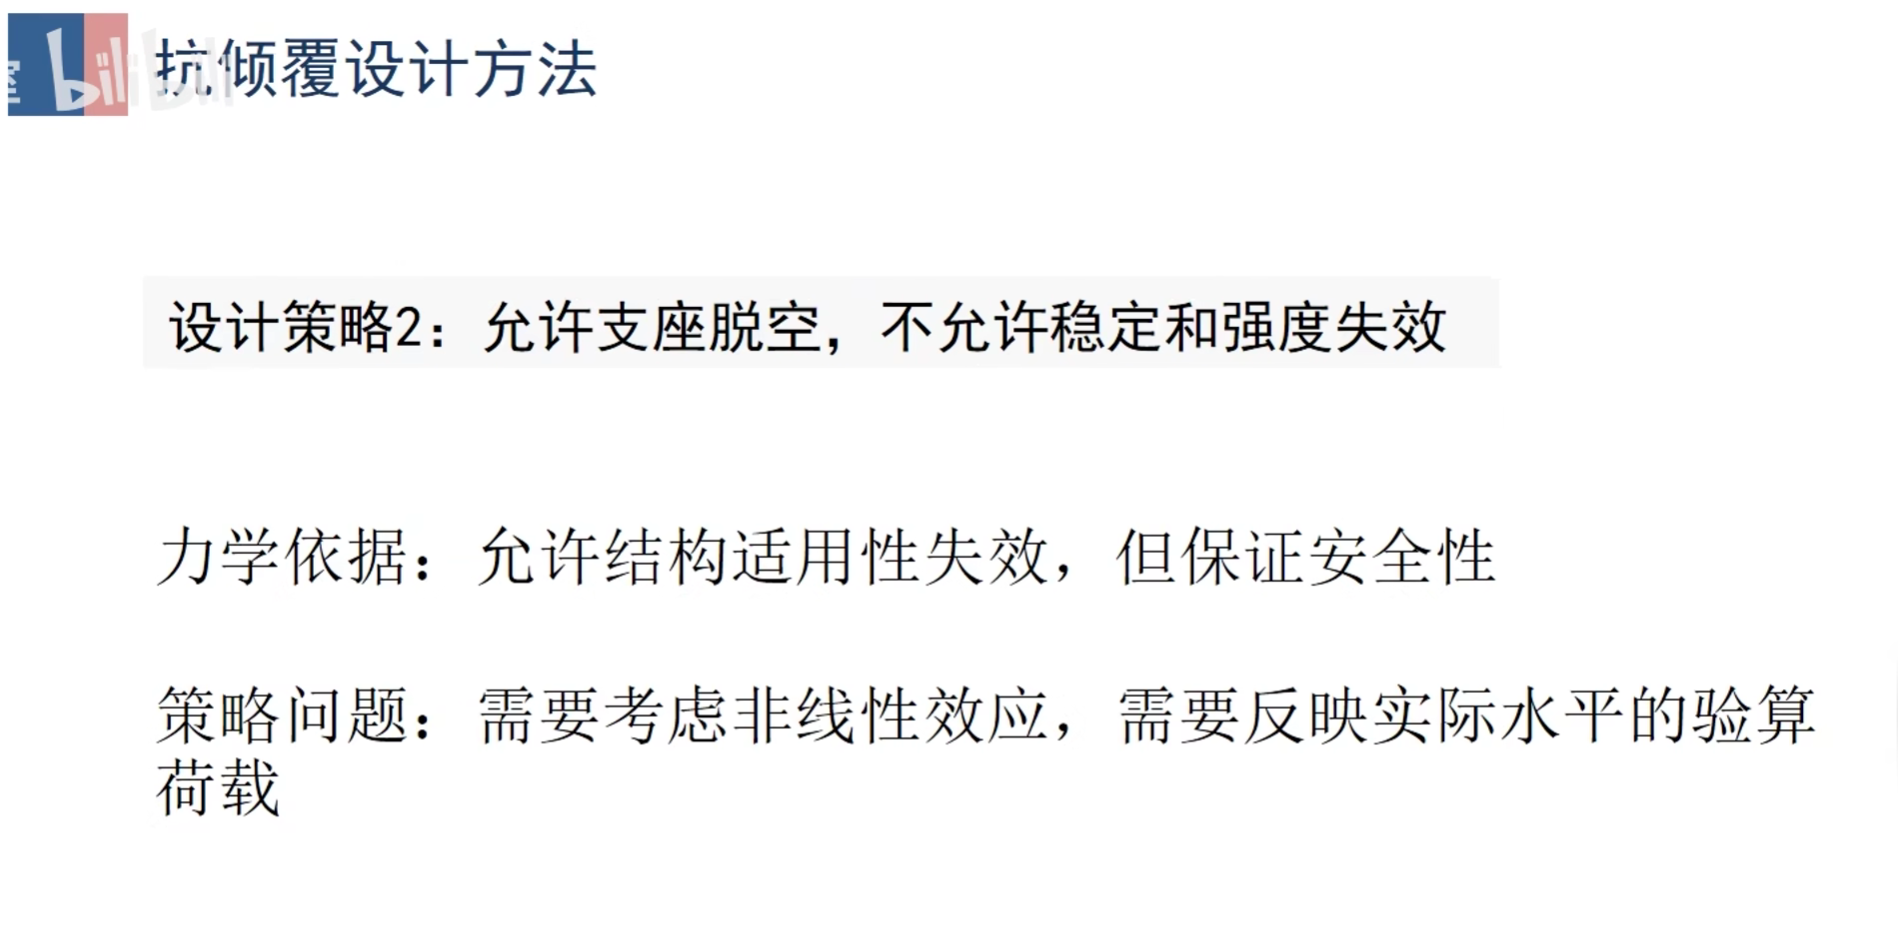 室 bilibili
抗倾覆设计方法
设计策略2：允许支座脱空，不允许稳定和强度失效
力学依据：允许结构适用性失效，但保证安全性
策略问题：需要考虑非线性效应，需要反映实际水平的验算
荷载